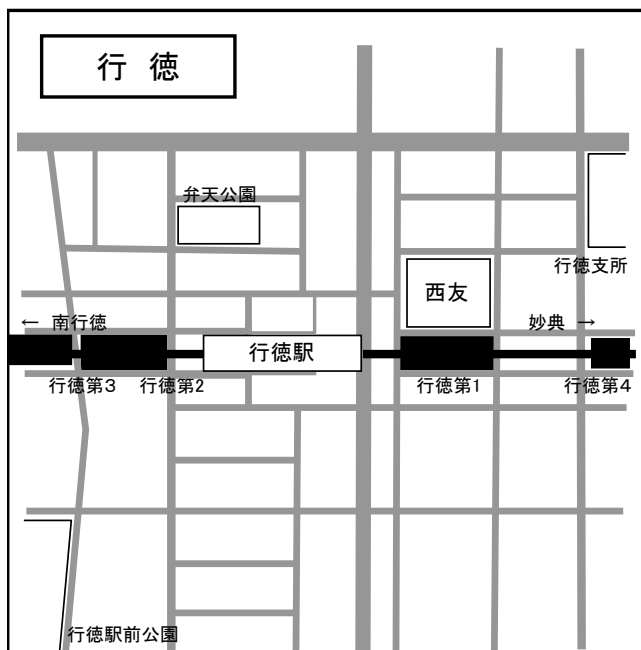 行 徳
弁天公園
行徳支所
西友
← 南行徳
妙典 →
行徳駅
行徳第3
行徳第2
行徳第1
行徳第4
行徳駅前公園